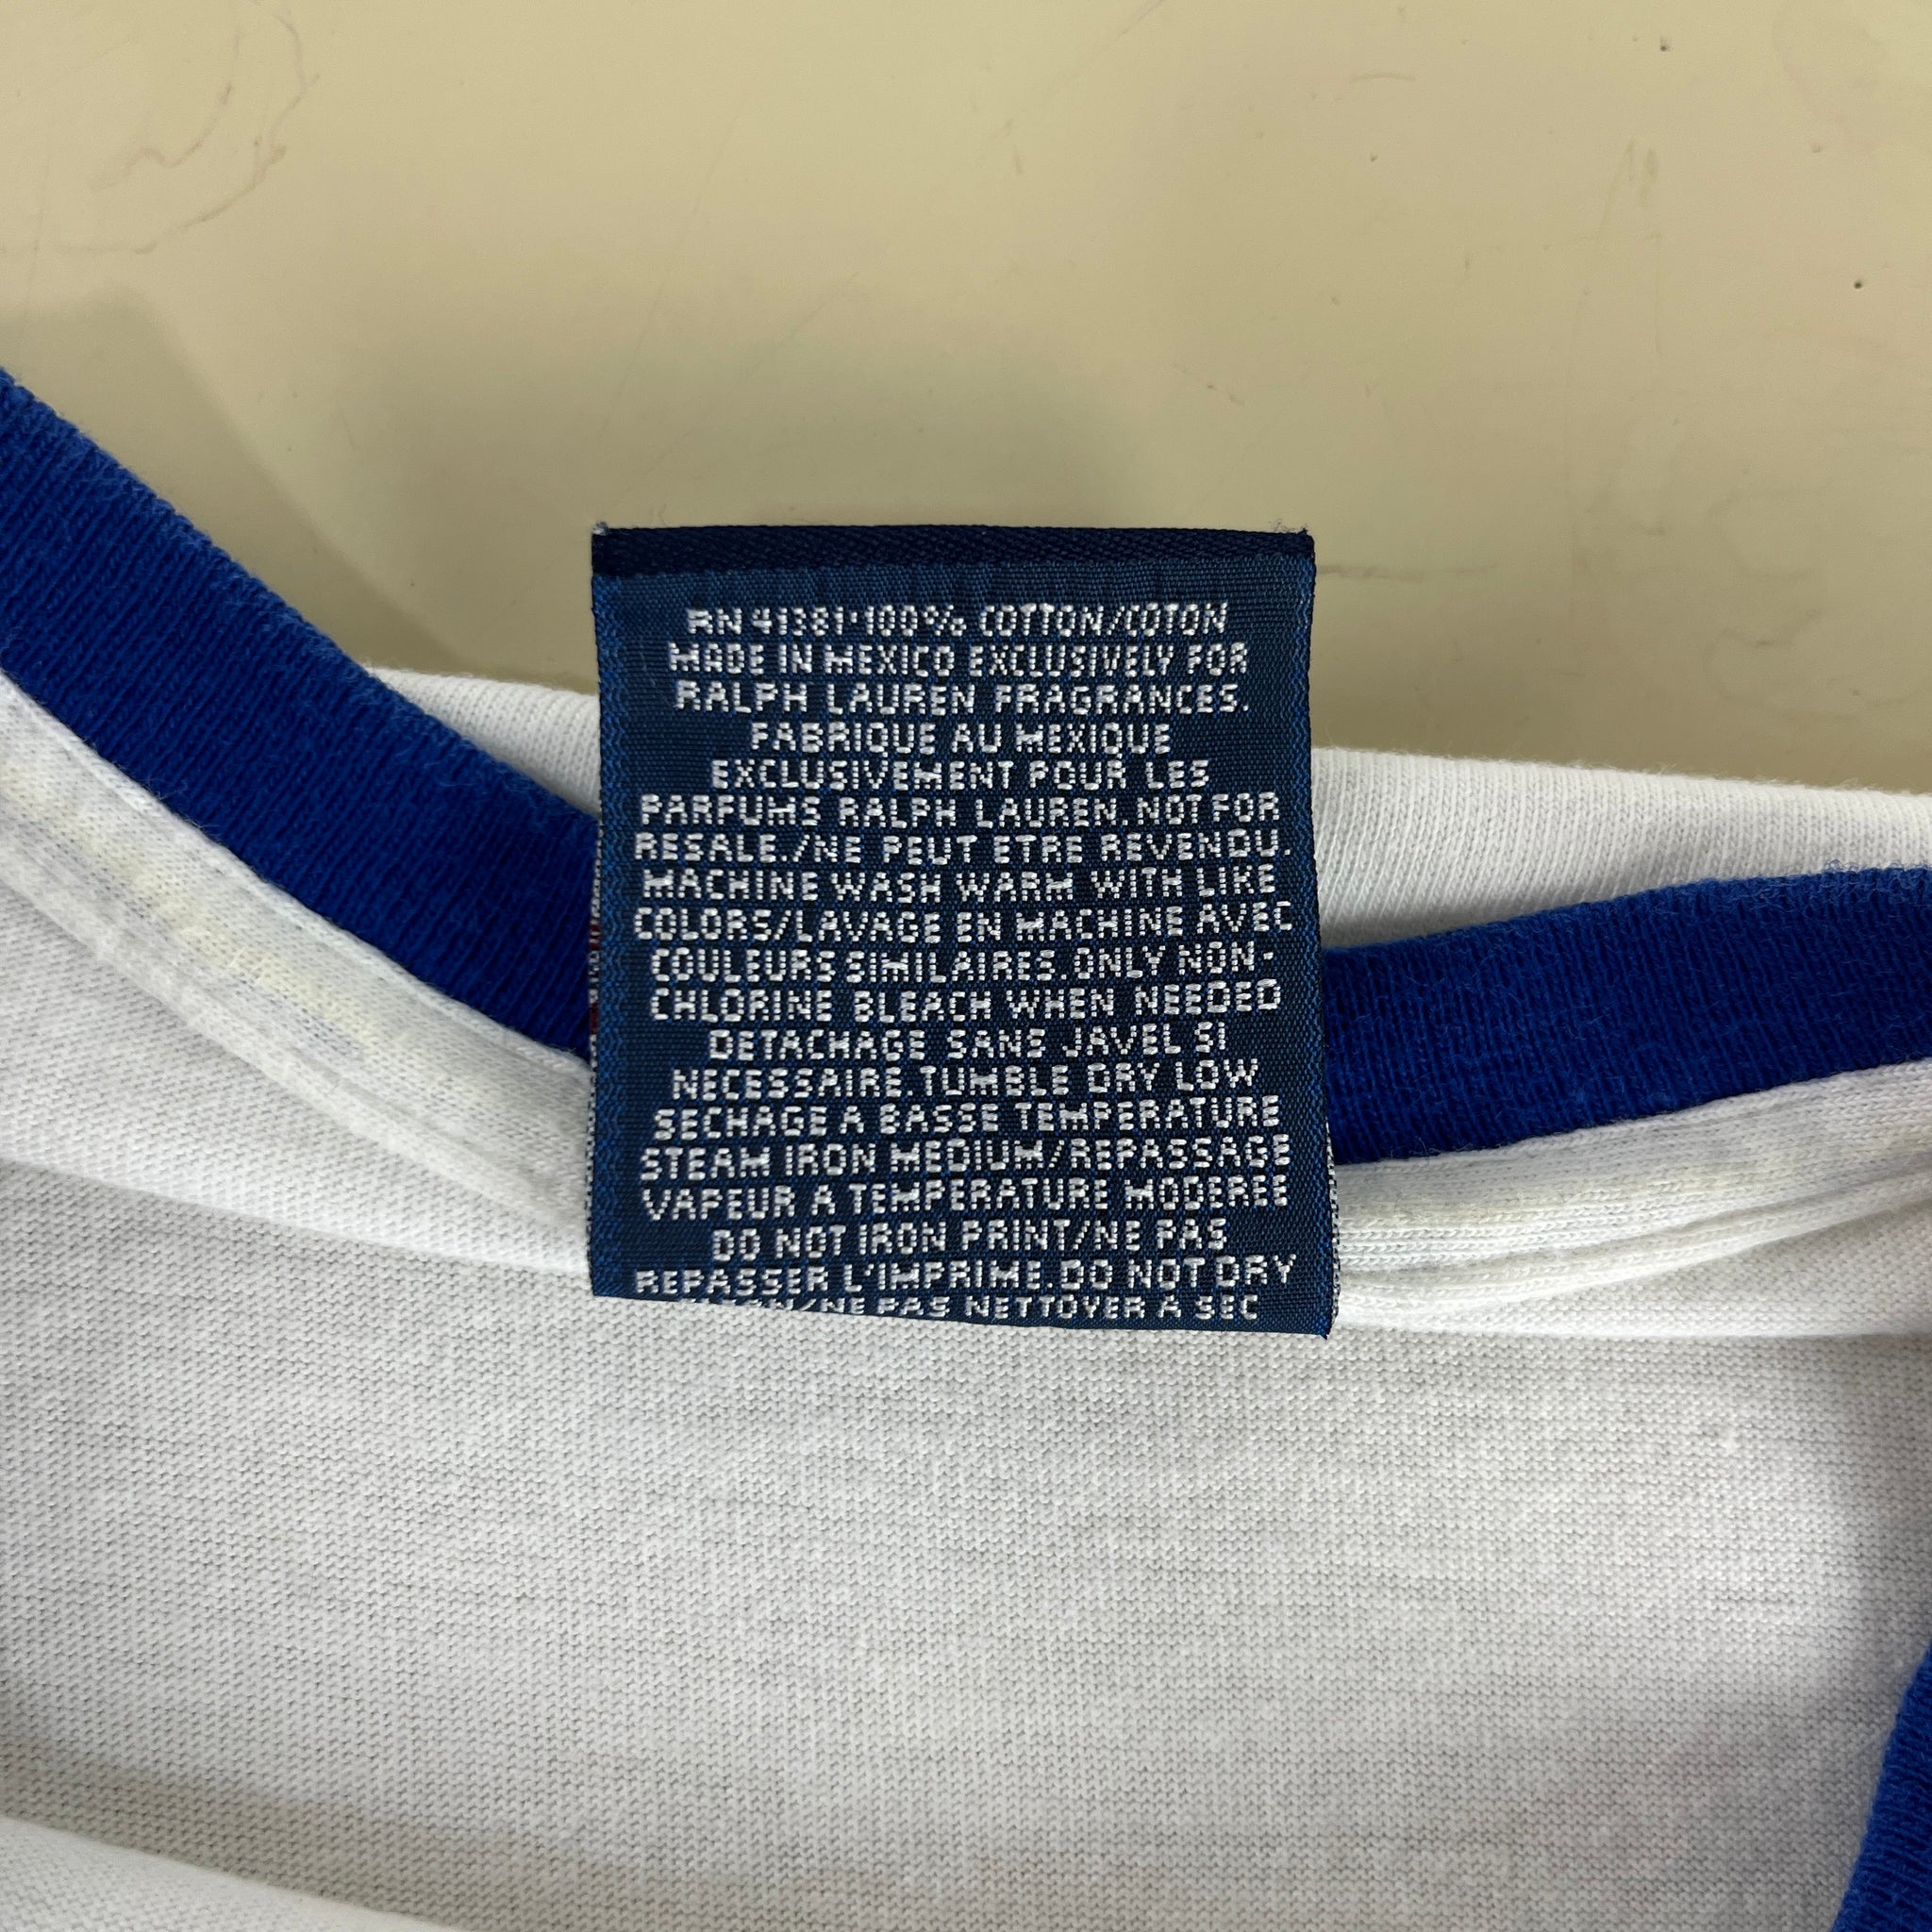 RN 41381·100% COTTON/COTON
MADE IN MEXICO EXCLUSIVELY FOR
RALPH LAUREN FRAGRANCES.
FABRIQUE AU MEXIQUE
EXCLUSIVEMENT POUR LES
PARFUMS RALPH LAUREN. NOT FOR
RESALE./NE PEUT ETRE REVENDU.
MACHINE WASH WARM WITH LIKE
COLORS/LAVAGE EN MACHINE AVEC
COULEURS SIMILAIRES. ONLY NON-
CHLORINE BLEACH WHEN NEEDED
DETACHAGE SANS JAVEL SI
NECESSAIRE TUMBLE DRY LOW
SECHAGE A BASSE TEMPERATURE
STEAM IRON MEDIUM/REPASSAGE
VAPEUR A TEMPERATURE MODEREE
DO NOT IRON PRINT/NE PAS
REPASSER L'IMPRIME. DO NOT DRY
/NE PAS NETTOYER A SEC